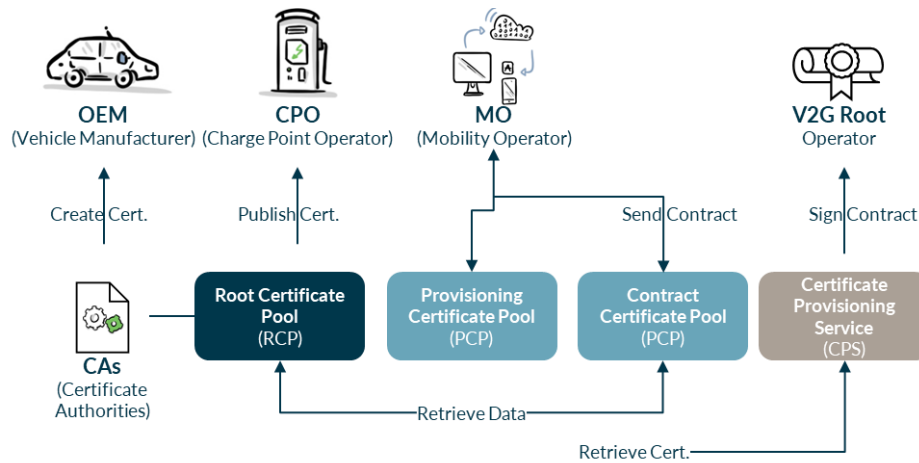 OEM
(Vehicle Manufacturer)
CPO
(Charge Point Operator)
MO
(Mobility Operator)
V2G Root
Operator
Create Cert.
Publish Cert.
Send Contract
Sign Contract
CAs
(Certificate
Authorities)
Root Certificate
Pool
(RCP)
Provisioning
Certificate Pool
(PCP)
Contract
Certificate Pool
(PCP)
Certificate
Provisioning
Service
(CPS)
Retrieve Data
Retrieve Cert.